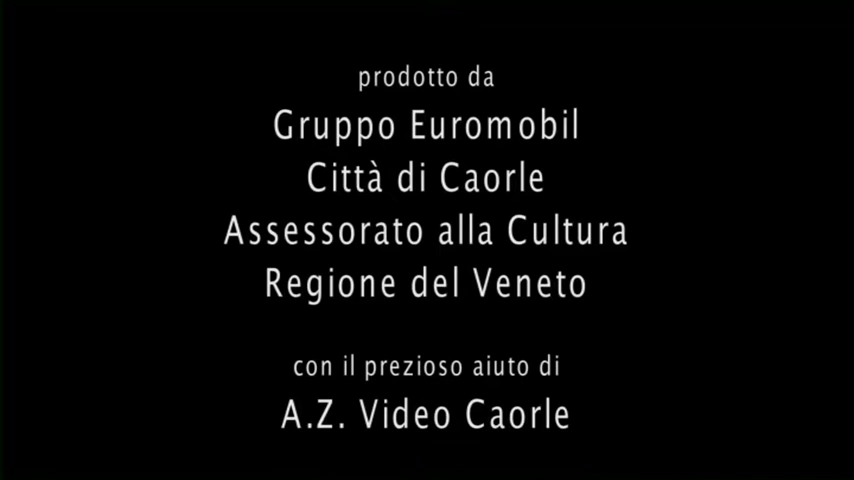 prodotto da
Gruppo Euromobil
Città di Caorle
Assessorato alla Cultura
Regione del Veneto
con il prezioso aiuto di
A.Z. Video Caorle